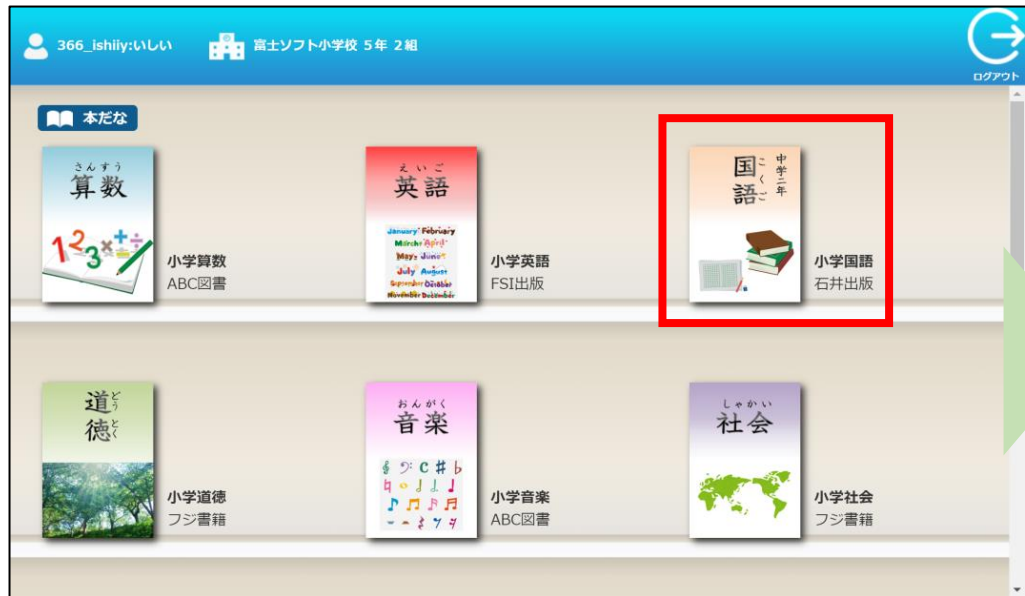 366_ishiiy:いしい
富士ソフト小学校 5年 2組
ログアウト
本だな
さんすう
算数
123×+-÷
小学算数
ABC図書
えいご
英語
January February
March April
May June
July August
September October
November December
小学英語
FSI出版
中学二年
こくご
国語
小学国語
石井出版
どうとく
道徳
小学道徳
フジ書籍
おんがく
音楽
小学音楽
ABC図書
しゃかい
社会
小学社会
フジ書籍